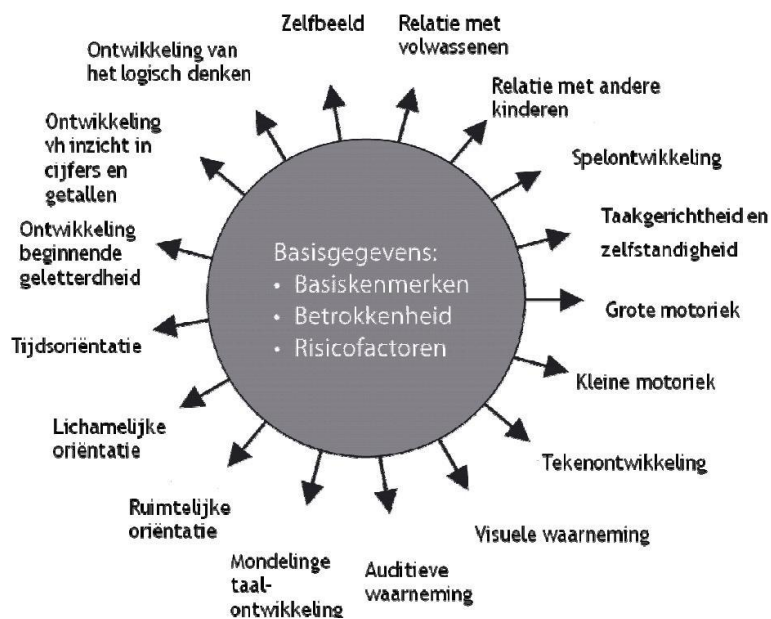 Zelfbeeld
Relatie met
volwassenen
Relatie met andere
kinderen
Spelontwikkeling
Taakgerichtheid en
zelfstandigheid
Grote motoriek
Kleine motoriek
Tekenontwikkeling
Visuele waarneming
Auditieve
waarneming
Mondelinge
taal-
ontwikkeling
Ruimtelijke
oriëntatie
Lichamelijke
oriëntatie
Tijdsoriëntatie
Ontwikkeling
beginnende
geletterdheid
Ontwikkeling
vh inzicht in
cijfers en
getallen
Ontwikkeling van
het logisch denken
Basisgegevens:
• Basiskenmerken
• Betrokkenheid
• Risicofactoren